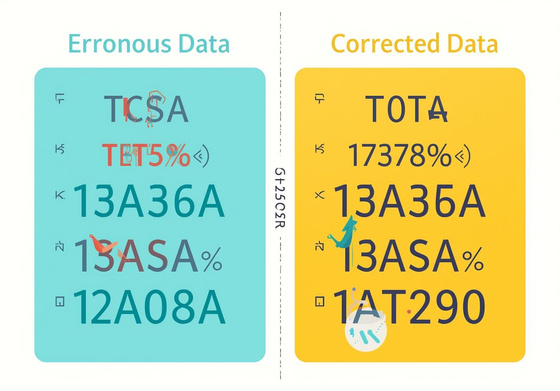 Erronous Data
TCSA
TET5%
13A36A
13ASA%
12A08A
Corrected Data
TOTA
17378%
13A36A
13ASA%
1AT290